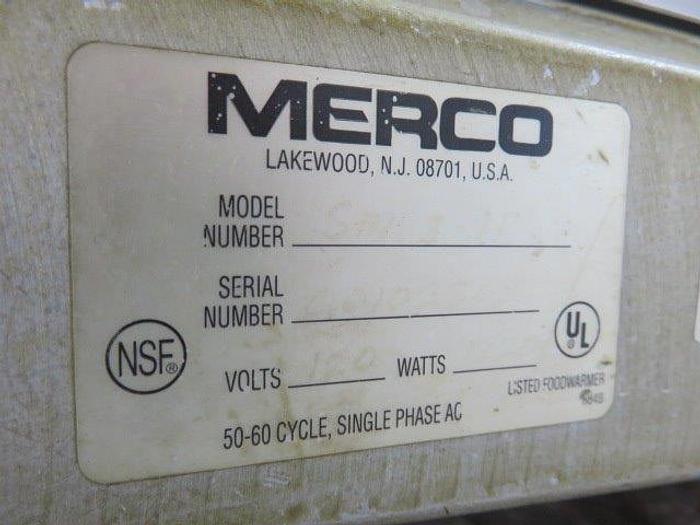 MERCO
LAKEWOOD, N.J. 08701, U.S.A.
MODEL
NUMBER
SERIAL
NUMBER
NSF®
UL
®
VOLTS 120 WATTS
LISTED FOODWARMER
50-60 CYCLE, SINGLE PHASE AC